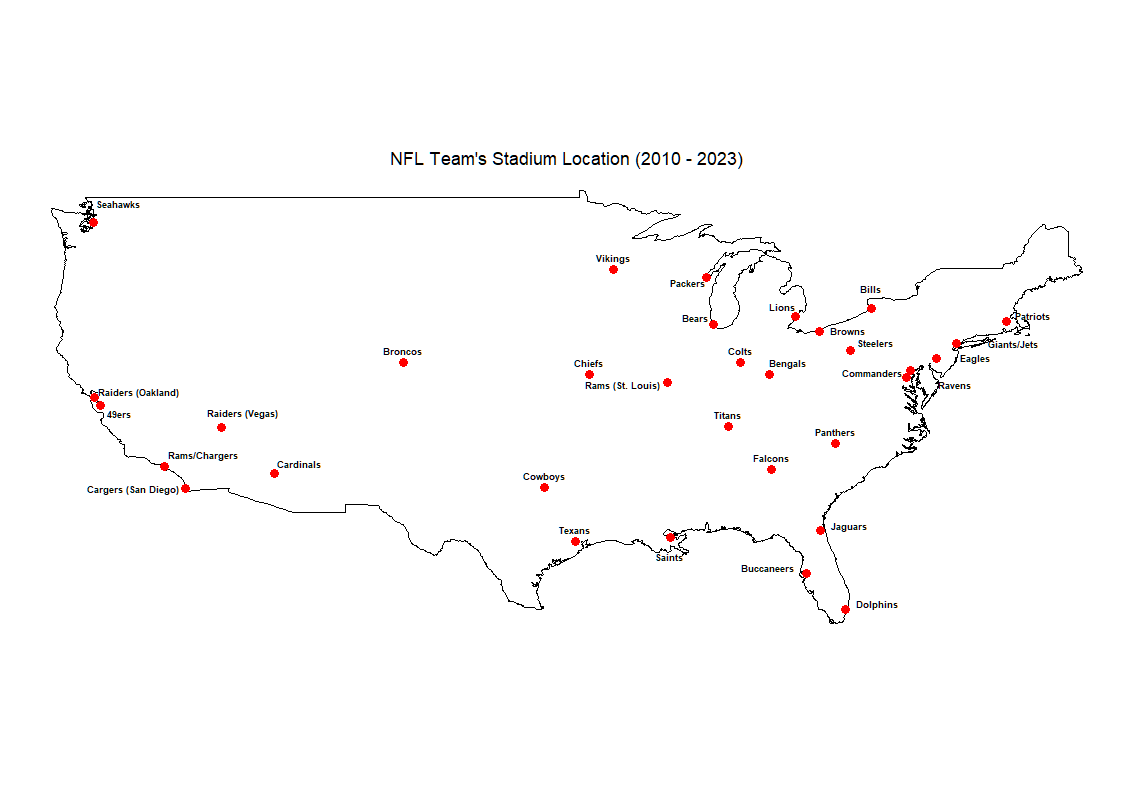 NFL Team's Stadium Location (2010 - 2023)
Seahawks
Vikings
Packers
Bills
Lions
Patriots
Bears
Browns
Steelers
Giants/Jets
Broncos
Colts
Eagles
Chiefs
Bengals
Commanders
Rams (St. Louis)
Ravens
Raiders (Oakland)
49ers
Raiders (Vegas)
Titans
Panthers
Rams/Chargers
Cardinals
Falcons
Cowboys
Cargers (San Diego)
Texans
Jaguars
Saints
Buccaneers
Dolphins